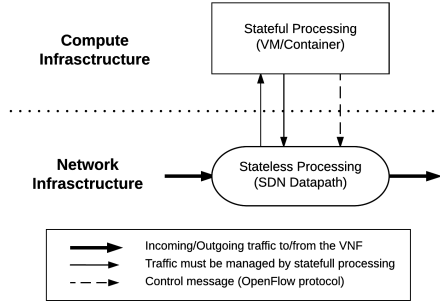 Compute
Infrasctructure
Stateful Processing
(VM/Container)
Network
Infrasctructure
Stateless Processing
(SDN Datapath)
Incoming/Outgoing traffic to/from the VNF
Traffic must be managed by statefull processing
Control message (OpenFlow protocol)